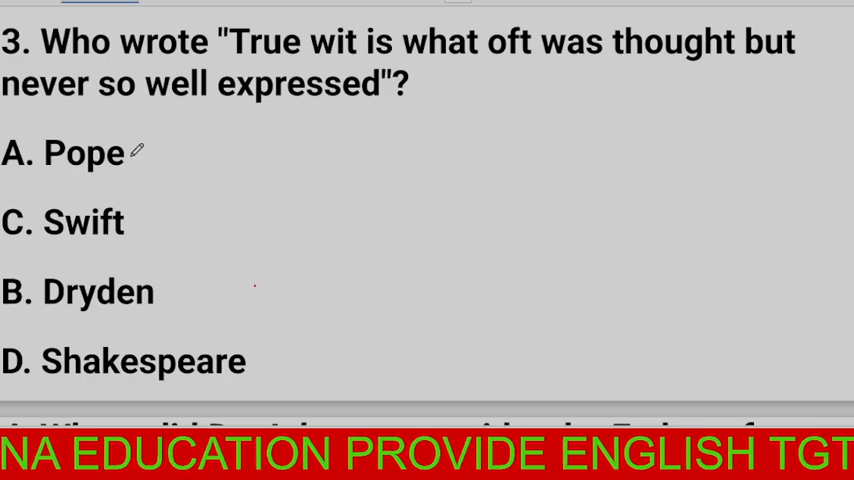 3. Who wrote "True wit is what oft was thought but
never so well expressed"?
A. Pope
C. Swift
B. Dryden
D. Shakespeare
NA EDUCATION PROVIDE ENGLISH TGT